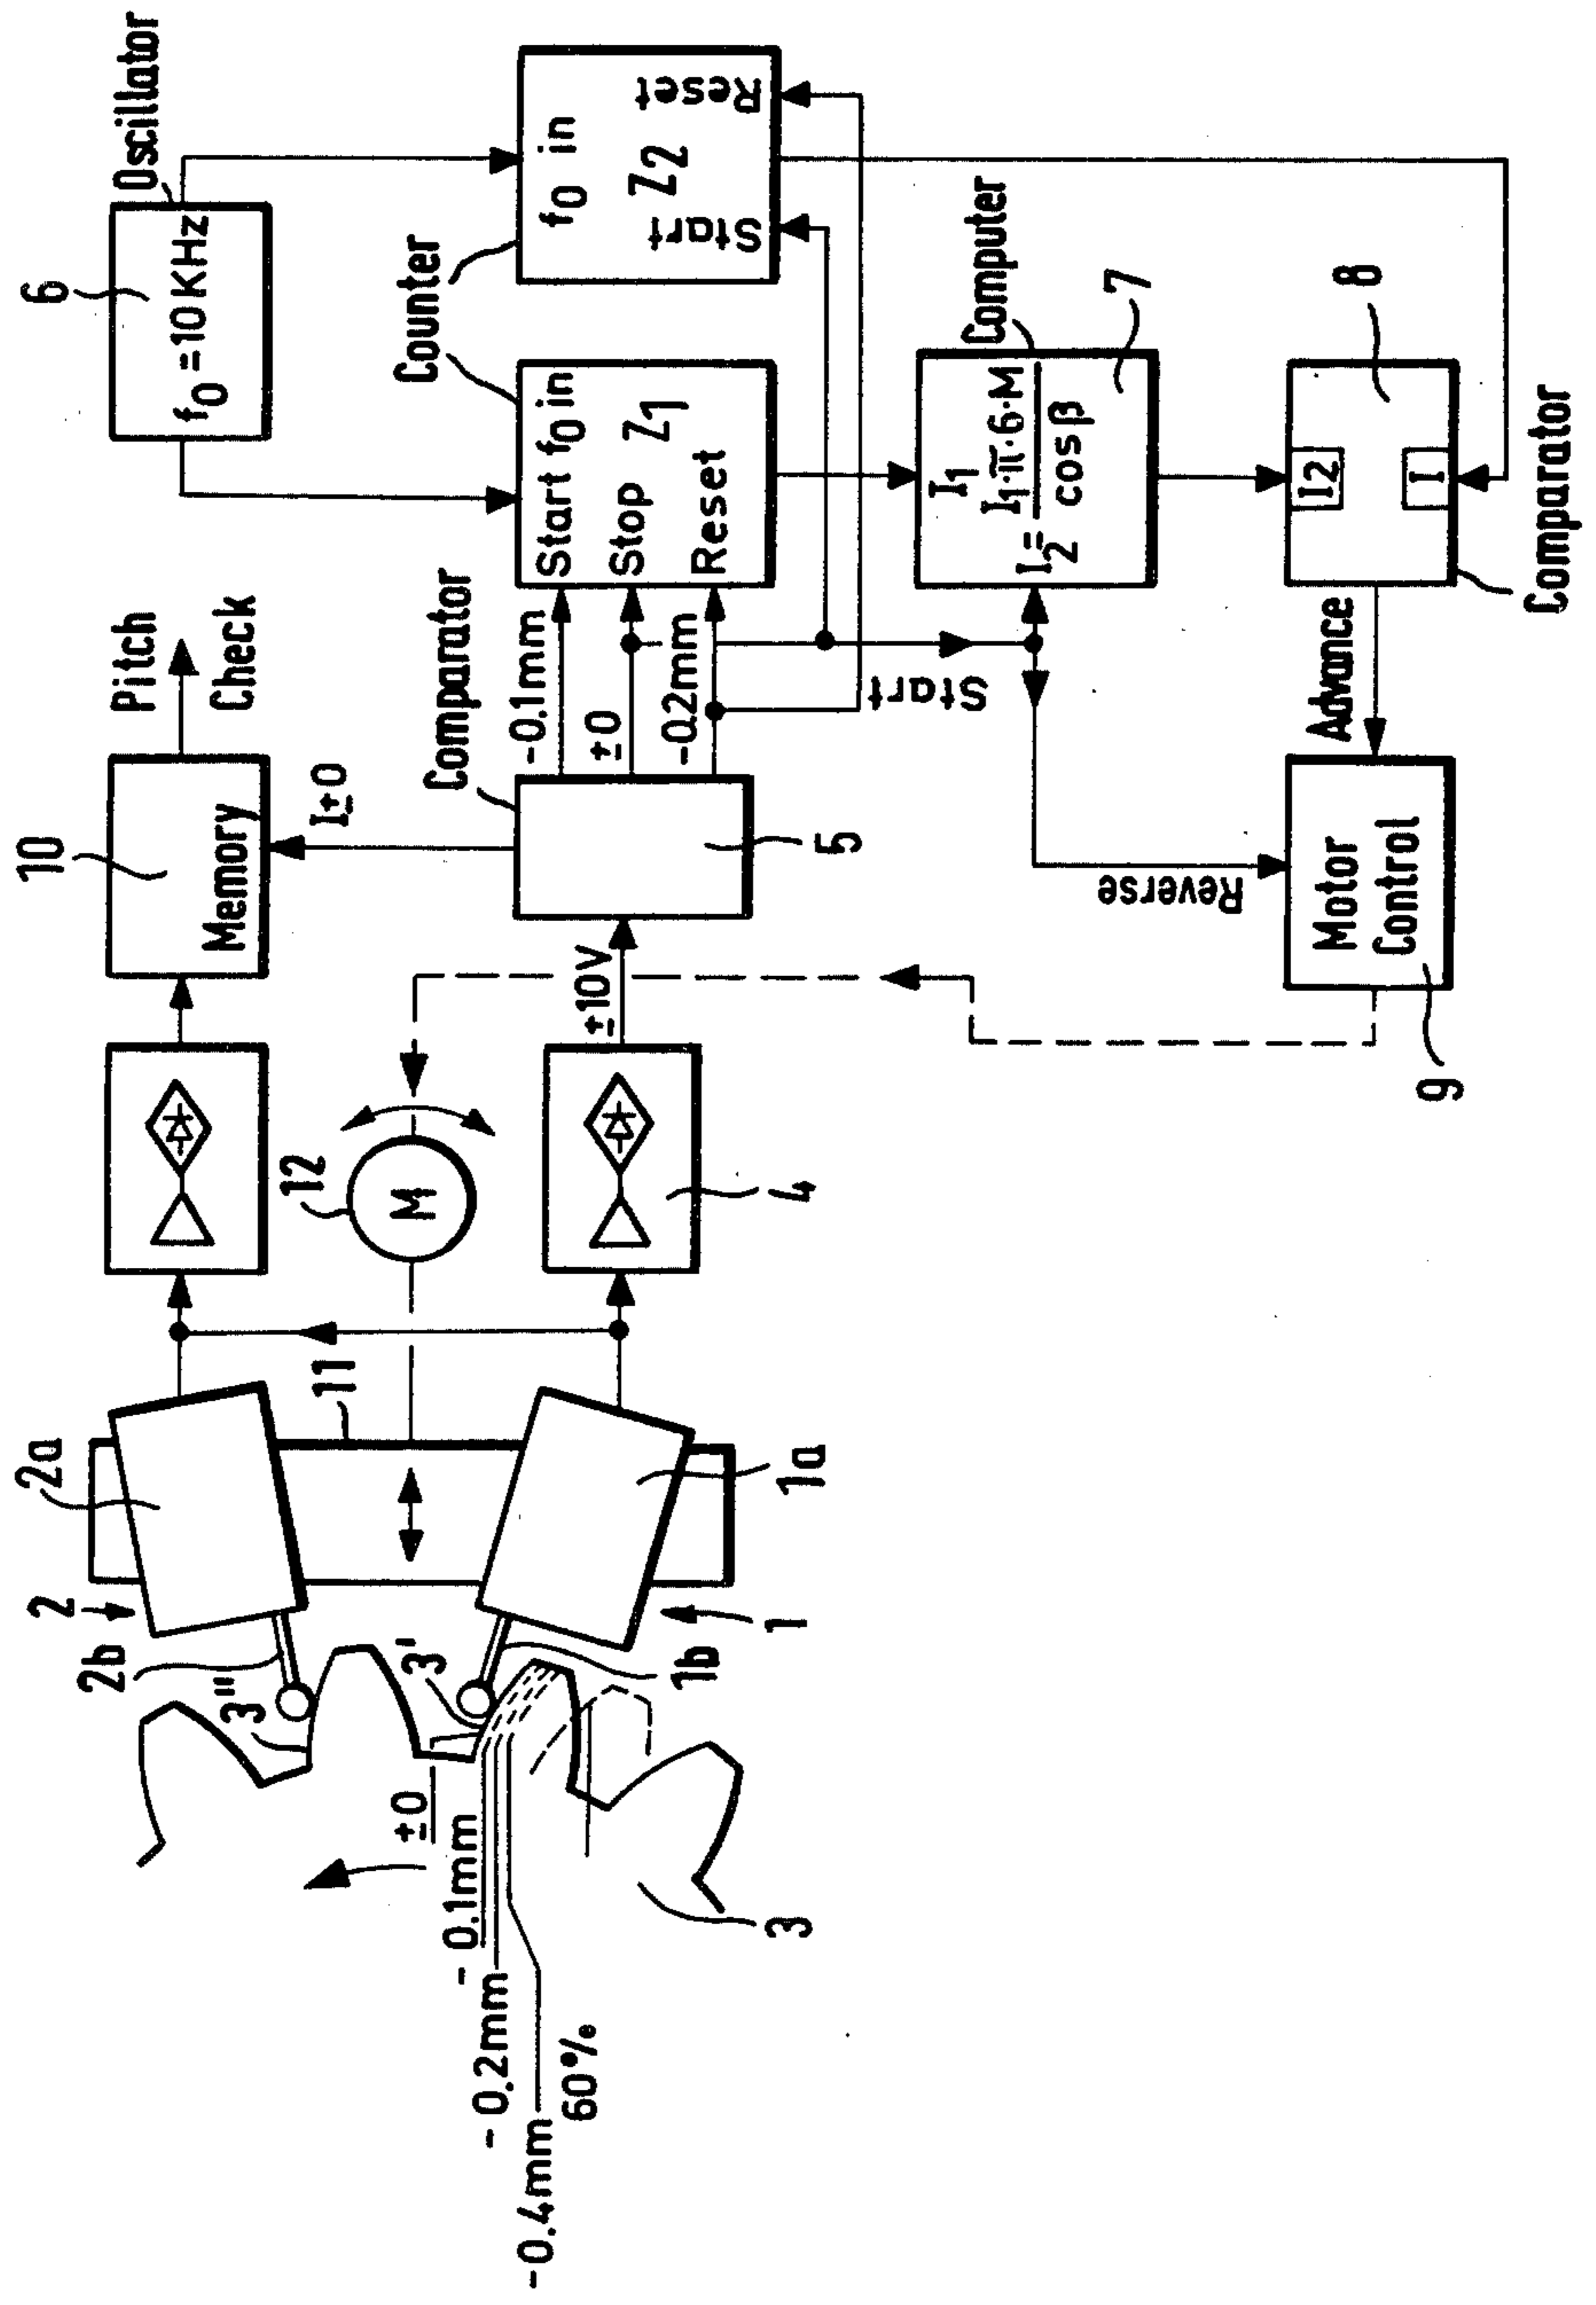 6
f0 = 10 KHz
Oscillator
Counter
f0 in
Z2
Start
Reset
Start f0 in
Stop Z1
Reset
Pitch
Check
10
Memory
I±0
Comparator
5
-0.1mm
±0
-0.2mm
Start
Computer
7
I1
I2 = I1·π·6·M
cos β
8
I2
I
Comparator
Advance
Reverse
Motor
Control
9
±10V
4
12
M
11
2a
2
2b
1a
1
1b
3"
3'
3
±0
- 0.1mm
- 0.2mm
-0.4mm
60%